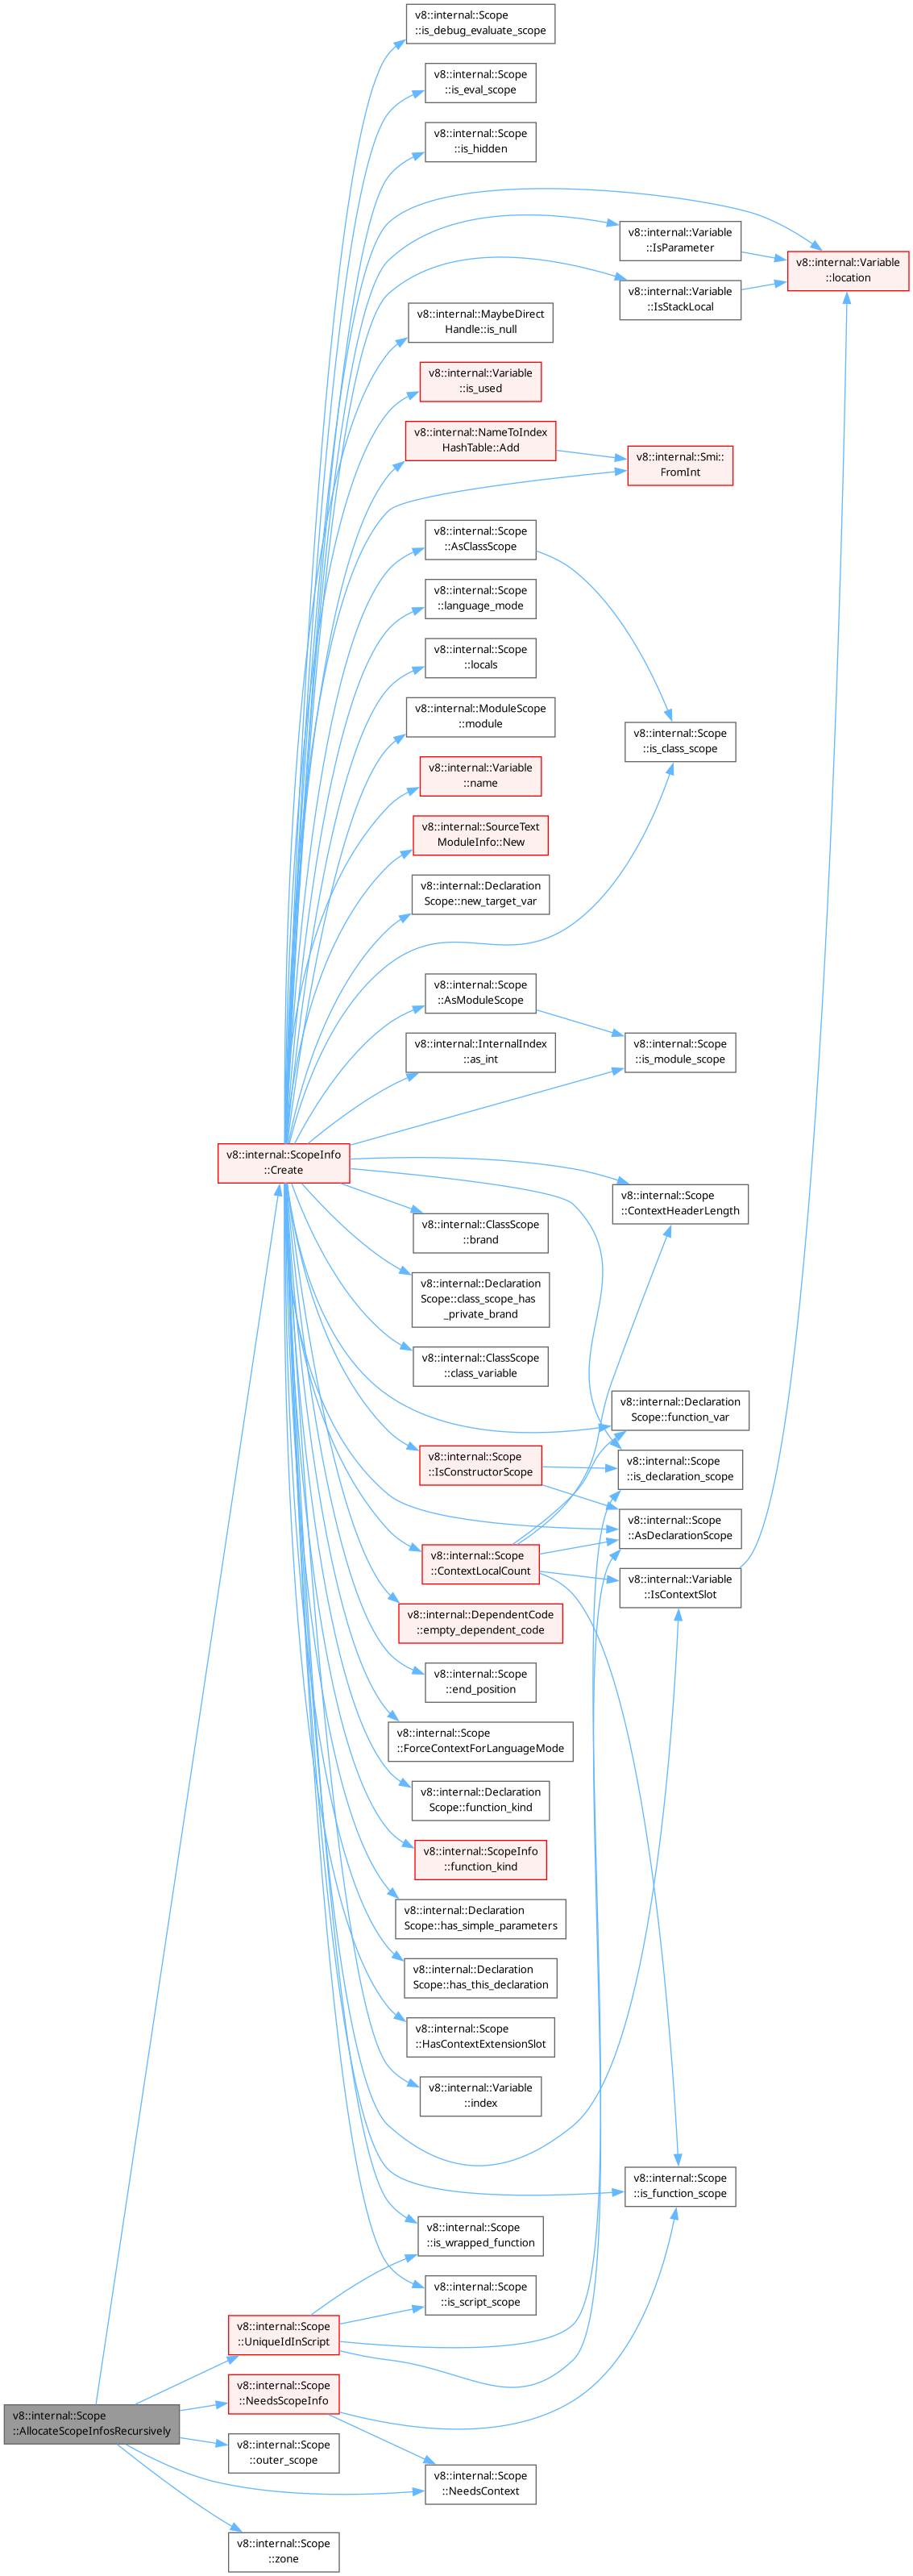 v8::internal::Scope
::is_debug_evaluate_scope
v8::internal::Scope
::is_eval_scope
v8::internal::Scope
::is_hidden
v8::internal::Variable
::IsParameter
v8::internal::Variable
::location
v8::internal::Variable
::IsStackLocal
v8::internal::MaybeDirect
Handle::is_null
v8::internal::Variable
::is_used
v8::internal::NameToIndex
HashTable::Add
v8::internal::Smi::
FromInt
v8::internal::Scope
::AsClassScope
v8::internal::Scope
::language_mode
v8::internal::Scope
::locals
v8::internal::ModuleScope
::module
v8::internal::Scope
::is_class_scope
v8::internal::Variable
::name
v8::internal::SourceText
ModuleInfo::New
v8::internal::Declaration
Scope::new_target_var
v8::internal::Scope
::AsModuleScope
v8::internal::InternalIndex
::as_int
v8::internal::Scope
::is_module_scope
v8::internal::ScopeInfo
::Create
v8::internal::Scope
::ContextHeaderLength
v8::internal::ClassScope
::brand
v8::internal::Declaration
Scope::class_scope_has
_private_brand
v8::internal::ClassScope
::class_variable
v8::internal::Declaration
Scope::function_var
v8::internal::Scope
::IsConstructorScope
v8::internal::Scope
::is_declaration_scope
v8::internal::Scope
::AsDeclarationScope
v8::internal::Scope
::ContextLocalCount
v8::internal::Variable
::IsContextSlot
v8::internal::DependentCode
::empty_dependent_code
v8::internal::Scope
::end_position
v8::internal::Scope
::ForceContextForLanguageMode
v8::internal::Declaration
Scope::function_kind
v8::internal::ScopeInfo
::function_kind
v8::internal::Declaration
Scope::has_simple_parameters
v8::internal::Declaration
Scope::has_this_declaration
v8::internal::Scope
::HasContextExtensionSlot
v8::internal::Variable
::index
v8::internal::Scope
::is_function_scope
v8::internal::Scope
::is_wrapped_function
v8::internal::Scope
::is_script_scope
v8::internal::Scope
::UniqueIdInScript
v8::internal::Scope
::NeedsScopeInfo
v8::internal::Scope
::AllocateScopeInfosRecursively
v8::internal::Scope
::outer_scope
v8::internal::Scope
::NeedsContext
v8::internal::Scope
::zone